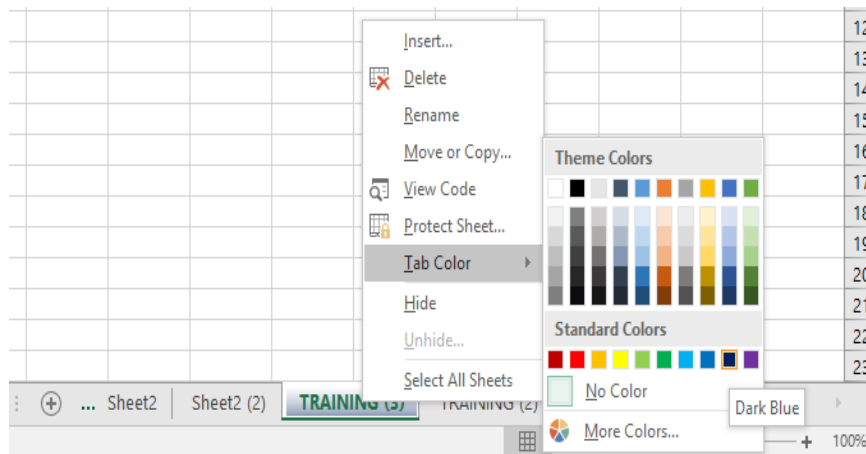 Insert...
Delete
Rename
Move or Copy...
View Code
Protect Sheet...
Tab Color
Hide
Unhide...
Select All Sheets
Theme Colors
Standard Colors
No Color
More Colors...
Dark Blue
12
13
14
15
16
17
18
19
20
21
22
23
... Sheet2 Sheet2 (2) TRAINING (3) TRAINING (2)
100%